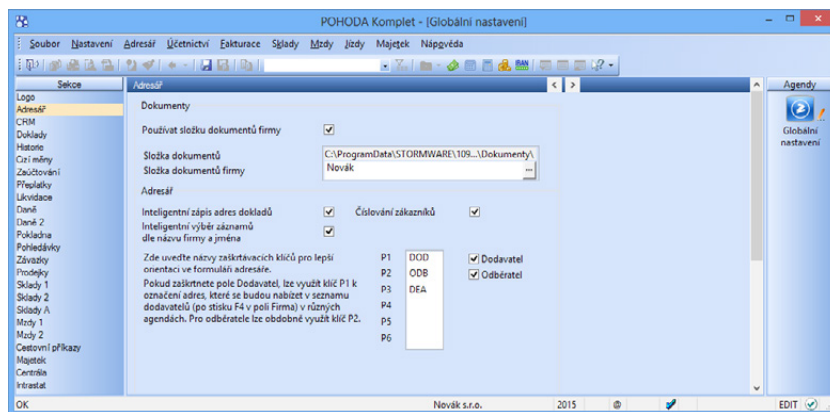 POHODA Komplet - [Globální nastavení]
Soubor Nastavení Adresář Účetnictví Fakturace Sklady Mzdy Jízdy Majetek Nápověda
Sekce
Logo
Adresář
CRM
Doklady
Historie
Cizí měny
Zaúčtování
Přeplatky
Likvidace
Daně
Daně 2
Pokladna
Pohledávky
Závazky
Prodejky
Sklady 1
Sklady 2
Sklady A
Mzdy 1
Mzdy 2
Cestovní příkazy
Majetek
Centrála
Intrastat
Adresář
Dokumenty
Používat složku dokumentů firmy
Složka dokumentů C:\ProgramData\STORMWARE\109...\Dokumenty\
Složka dokumentů firmy Novák ...
Adresář
Inteligentní zápis adres dokladů Číslování zákazníků
Inteligentní výběr záznamů
dle názvu firmy a jména
Zde uveďte názvy zaškrtávacích klíčů pro lepší
orientaci ve formuláři adresáře.
Pokud zaškrtnete pole Dodavatel, lze využít klíč P1 k
označení adres, které se budou nabízet v seznamu
dodavatelů (po stisku F4 v poli Firma) v různých
agendách. Pro odběratele lze obdobně využít klíč P2.
P1 DOD Dodavatel
P2 ODB Odběratel
P3 DEA
P4
P5
P6
Agendy
Globální
nastavení
OK Novák s.r.o. 2015 @ EDIT